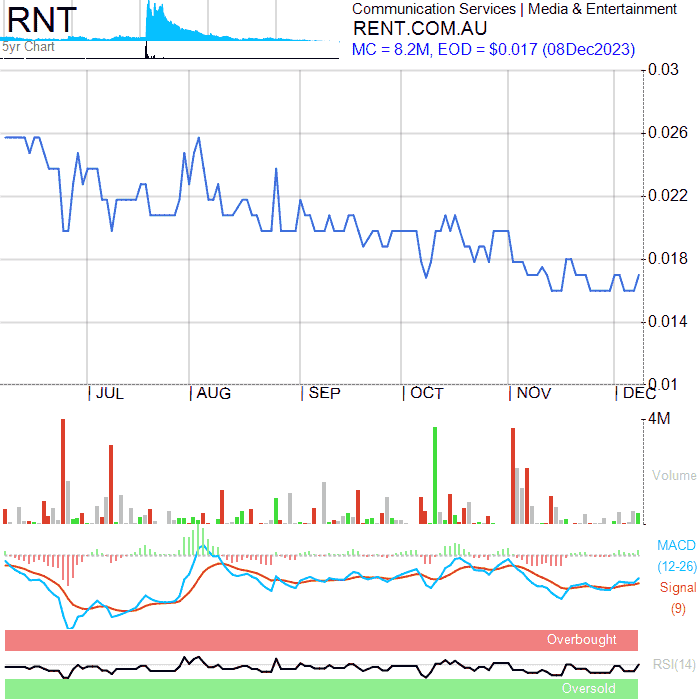 RNT
5yr Chart
Communication Services | Media & Entertainment
RENT.COM.AU
MC = 8.2M, EOD = $0.017 (08Dec2023)
0.03
0.026
0.022
0.018
0.014
0.01
| JUL | AUG | SEP | OCT | NOV | DEC
4M
Volume
MACD
(12-26)
Signal
(9)
Overbought
RSI(14)
Oversold